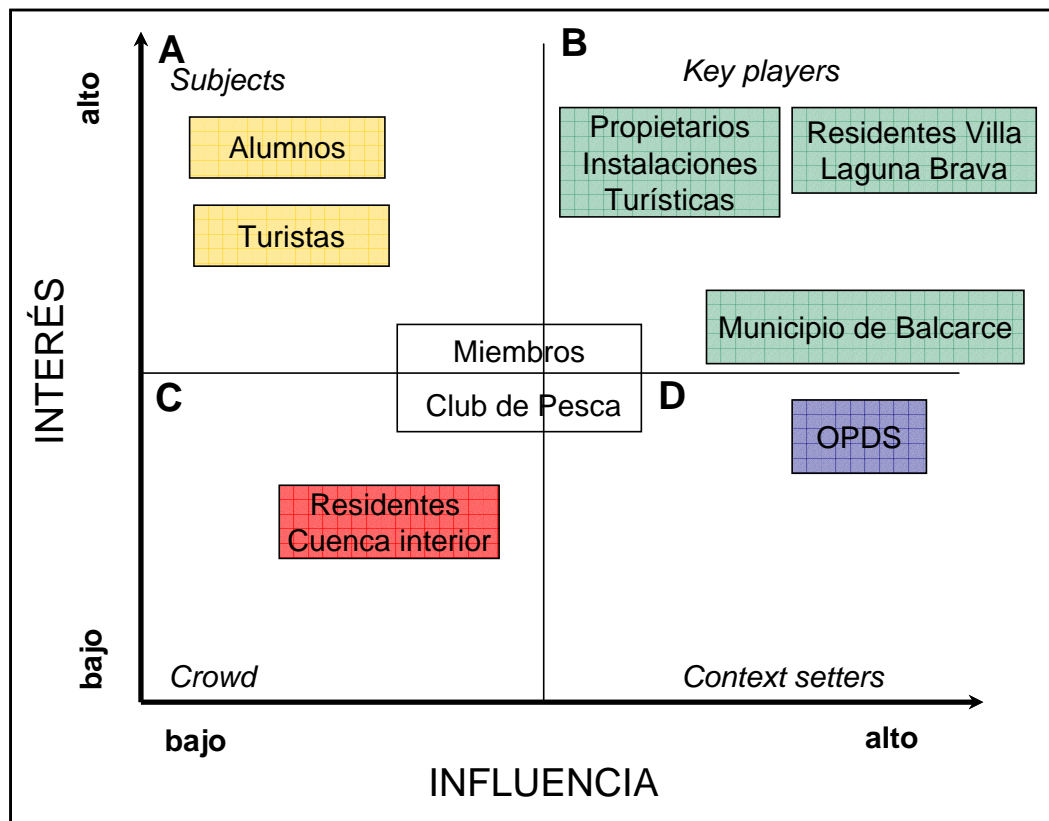 A
B
Subjects
Key players
alto
Alumnos
Propietarios
Instalaciones
Turísticas
Residentes Villa
Laguna Brava
Turistas
INTERÉS
Municipio de Balcarce
Miembros
Club de Pesca
C
D
OPDS
Residentes
Cuenca interior
bajo
Crowd
Context setters
bajo
alto
INFLUENCIA